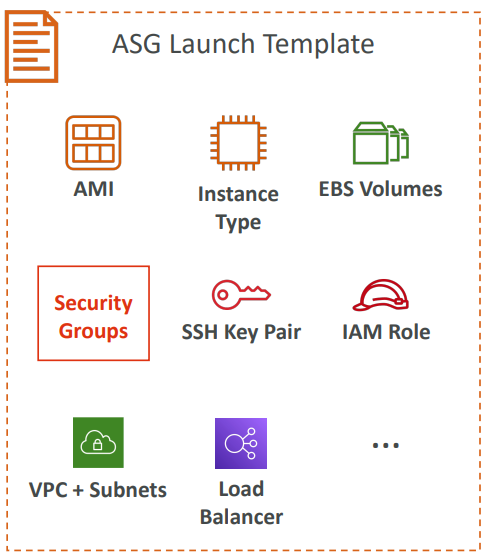 ASG Launch Template
AMI
Instance
Type
EBS Volumes
Security
Groups
SSH Key Pair
IAM Role
VPC + Subnets
Load
Balancer
...